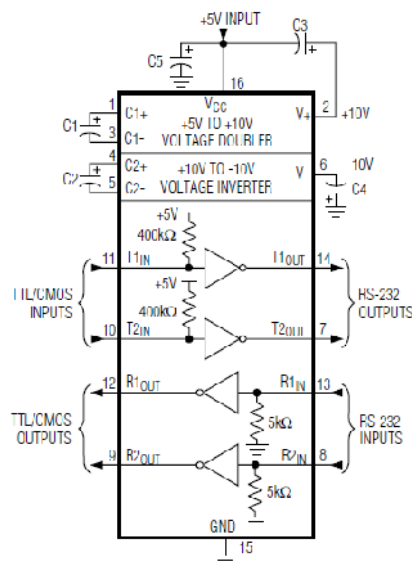 +5V INPUT
C3
C5
16
1
C1+
VCC
+5V TO +10V
VOLTAGE DOUBLER
V+
2
+10V
C1
3
C1-
4
C2+
+10V TO -10V
VOLTAGE INVERTER
V
6
10V
C2
5
C2-
C4
+5V
400kΩ
11
T1IN
T1OUT
14
TTL/CMOS
INPUTS
+5V
400kΩ
RS-232
OUTPUTS
10
T2IN
T2OUT
7
12
R1OUT
R1IN
13
TTL/CMOS
OUTPUTS
5kΩ
RS 232
INPUTS
9
R2OUT
R2IN
8
5kΩ
GND
15